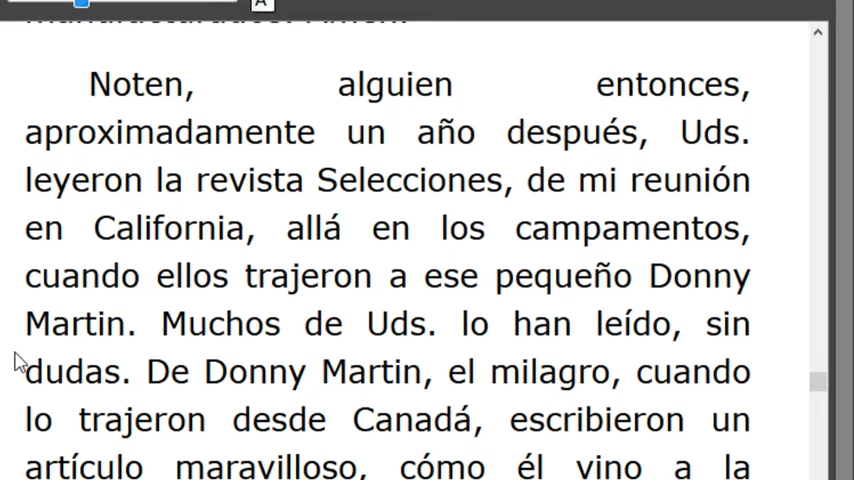 Noten, alguien entonces,
aproximadamente un año después, Uds.
leyeron la revista Selecciones, de mi reunión
en California, allá en los campamentos,
cuando ellos trajeron a ese pequeño Donny
Martin. Muchos de Uds. lo han leído, sin
dudas. De Donny Martin, el milagro, cuando
lo trajeron desde Canadá, escribieron un
artículo maravilloso, cómo él vino a la